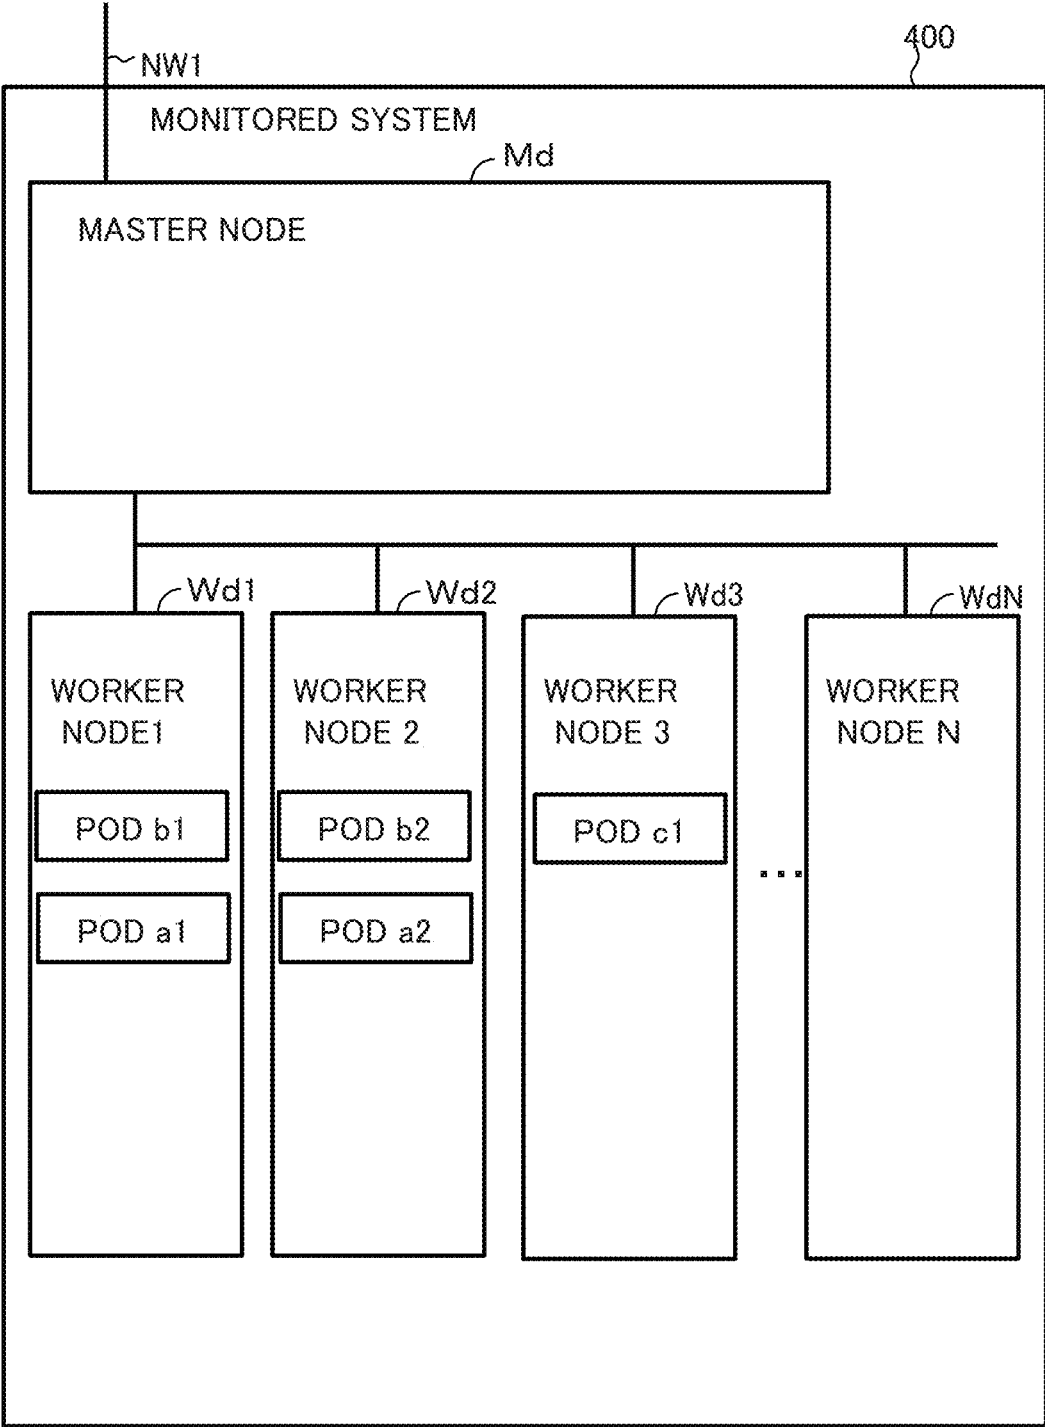 400
NW1
MONITORED SYSTEM
Md
MASTER NODE
Wd1
Wd2
Wd3
WdN
WORKER
NODE1
WORKER
NODE 2
WORKER
NODE 3
WORKER
NODE N
POD b1
POD b2
POD c1
...
POD a1
POD a2